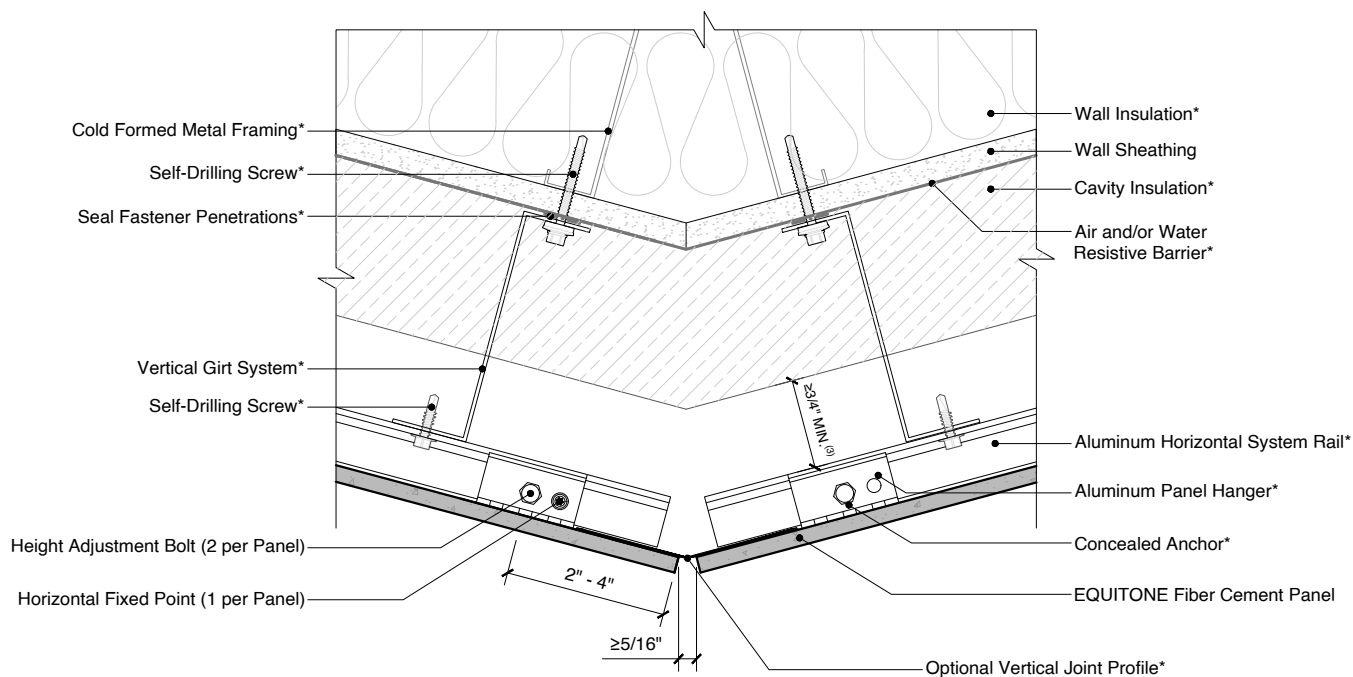 Cold Formed Metal Framing*
Self-Drilling Screw*
Seal Fastener Penetrations*
Vertical Girt System*
Self-Drilling Screw*
Height Adjustment Bolt (2 per Panel)
Horizontal Fixed Point (1 per Panel)
2" - 4"
≥5/16"
≥3/4" MIN.(3)
Wall Insulation*
Wall Sheathing
Cavity Insulation*
Air and/or Water
Resistive Barrier*
Aluminum Horizontal System Rail*
Aluminum Panel Hanger*
Concealed Anchor*
EQUITONE Fiber Cement Panel
Optional Vertical Joint Profile*